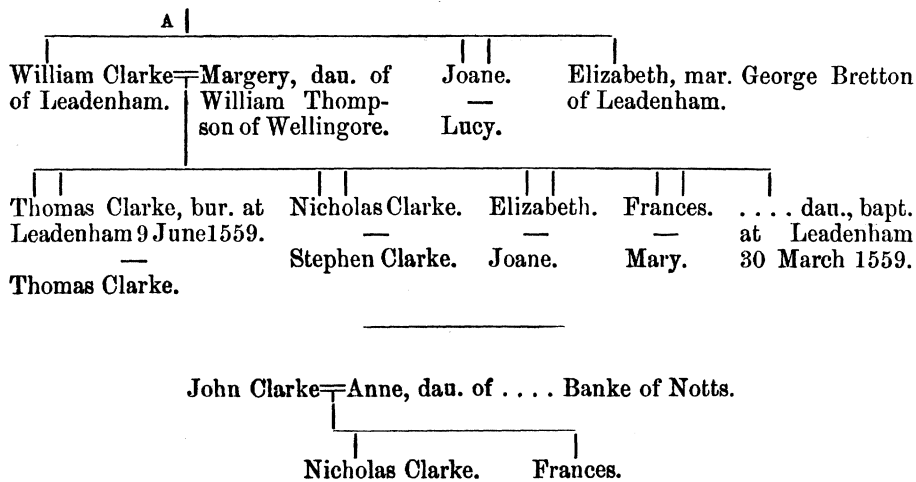 A
William Clarke Margery, dau. of Joane. Elizabeth, mar. George Bretton
of Leadenham. William Thomp- — of Leadenham.
son of Wellingore. Lucy.
Thomas Clarke, bur. at Nicholas Clarke. Elizabeth. Frances. .... dau., bapt.
Leadenham 9 June 1559. — — — at Leadenham
— Stephen Clarke. Joane. Mary. 30 March 1559.
Thomas Clarke.
John Clarke Anne, dau. of .... Banke of Notts.
Nicholas Clarke. Frances.